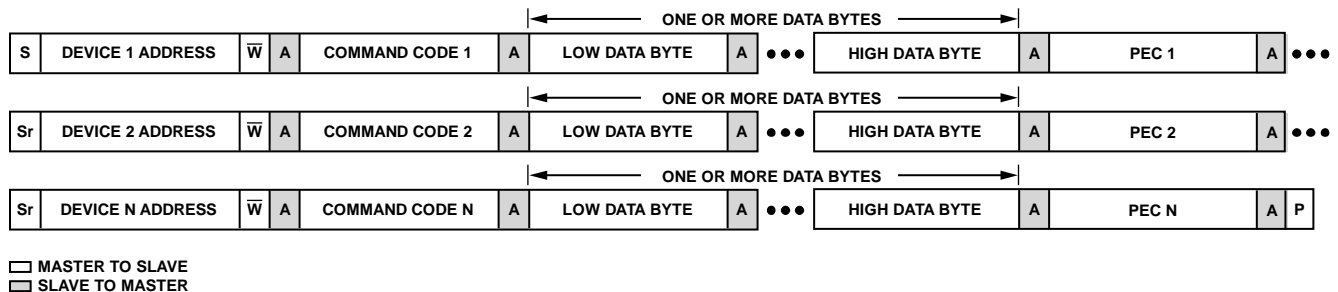 ONE OR MORE DATA BYTES
S DEVICE 1 ADDRESS W̅ A COMMAND CODE 1 A LOW DATA BYTE A ••• HIGH DATA BYTE A PEC 1 A •••
ONE OR MORE DATA BYTES
Sr DEVICE 2 ADDRESS W̅ A COMMAND CODE 2 A LOW DATA BYTE A ••• HIGH DATA BYTE A PEC 2 A •••
ONE OR MORE DATA BYTES
Sr DEVICE N ADDRESS W̅ A COMMAND CODE N A LOW DATA BYTE A ••• HIGH DATA BYTE A PEC N A P
MASTER TO SLAVE
SLAVE TO MASTER